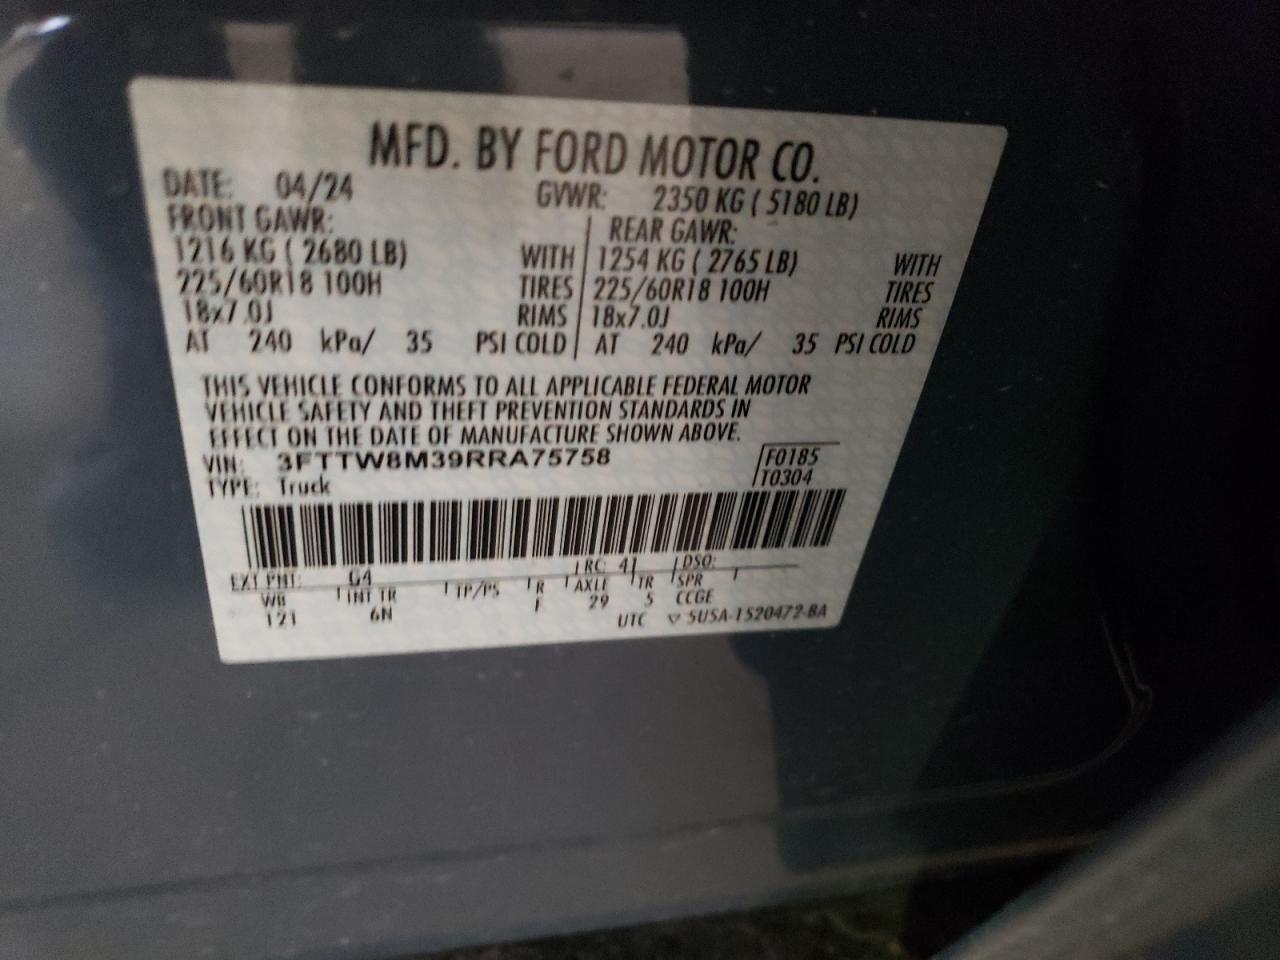 MFD. BY FORD MOTOR CO.
DATE: 04/24 GVWR: 2350 KG ( 5180 LB)
FRONT GAWR: REAR GAWR:
1216 KG ( 2680 LB) WITH 1254 KG ( 2765 LB) WITH
225/60R18 100H TIRES 225/60R18 100H TIRES
18x7.0J RIMS 18x7.0J RIMS
AT 240 kPa/ 35 PSI COLD AT 240 kPa/ 35 PSI COLD
THIS VEHICLE CONFORMS TO ALL APPLICABLE FEDERAL MOTOR
VEHICLE SAFETY AND THEFT PREVENTION STANDARDS IN
EFFECT ON THE DATE OF MANUFACTURE SHOWN ABOVE.
VIN: 3FTTW8M39RRA75758 F0185
TYPE: Truck T0304
EXT PNT: G4 RC: 41 DSO:
WB INT TR TP/PS R AXLE TR SPR
121 6N F 29 5 CCGE
UTC ▽ 5U5A-1520472-BA